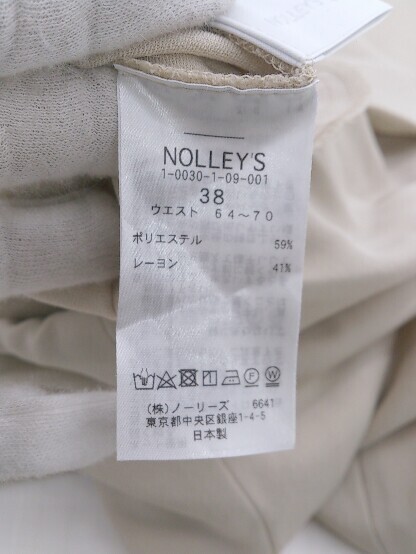 NOLLEY'S
1-0030-1-09-001
38
ウエスト 64～70
ポリエステル 59%
レーヨン 41%
(株)ノーリーズ 6641
東京都中央区銀座1-4-5
日本製